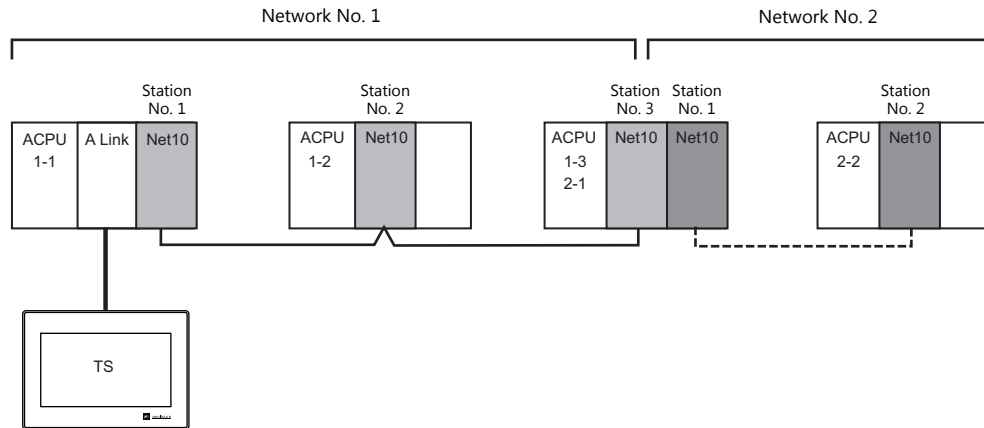 Network No. 1
Network No. 2
Station
No. 1
Station
No. 2
Station
No. 3
Station
No. 1
Station
No. 2
ACPU
1-1
A Link
Net10
ACPU
1-2
Net10
ACPU
1-3
2-1
Net10
Net10
ACPU
2-2
Net10
TS